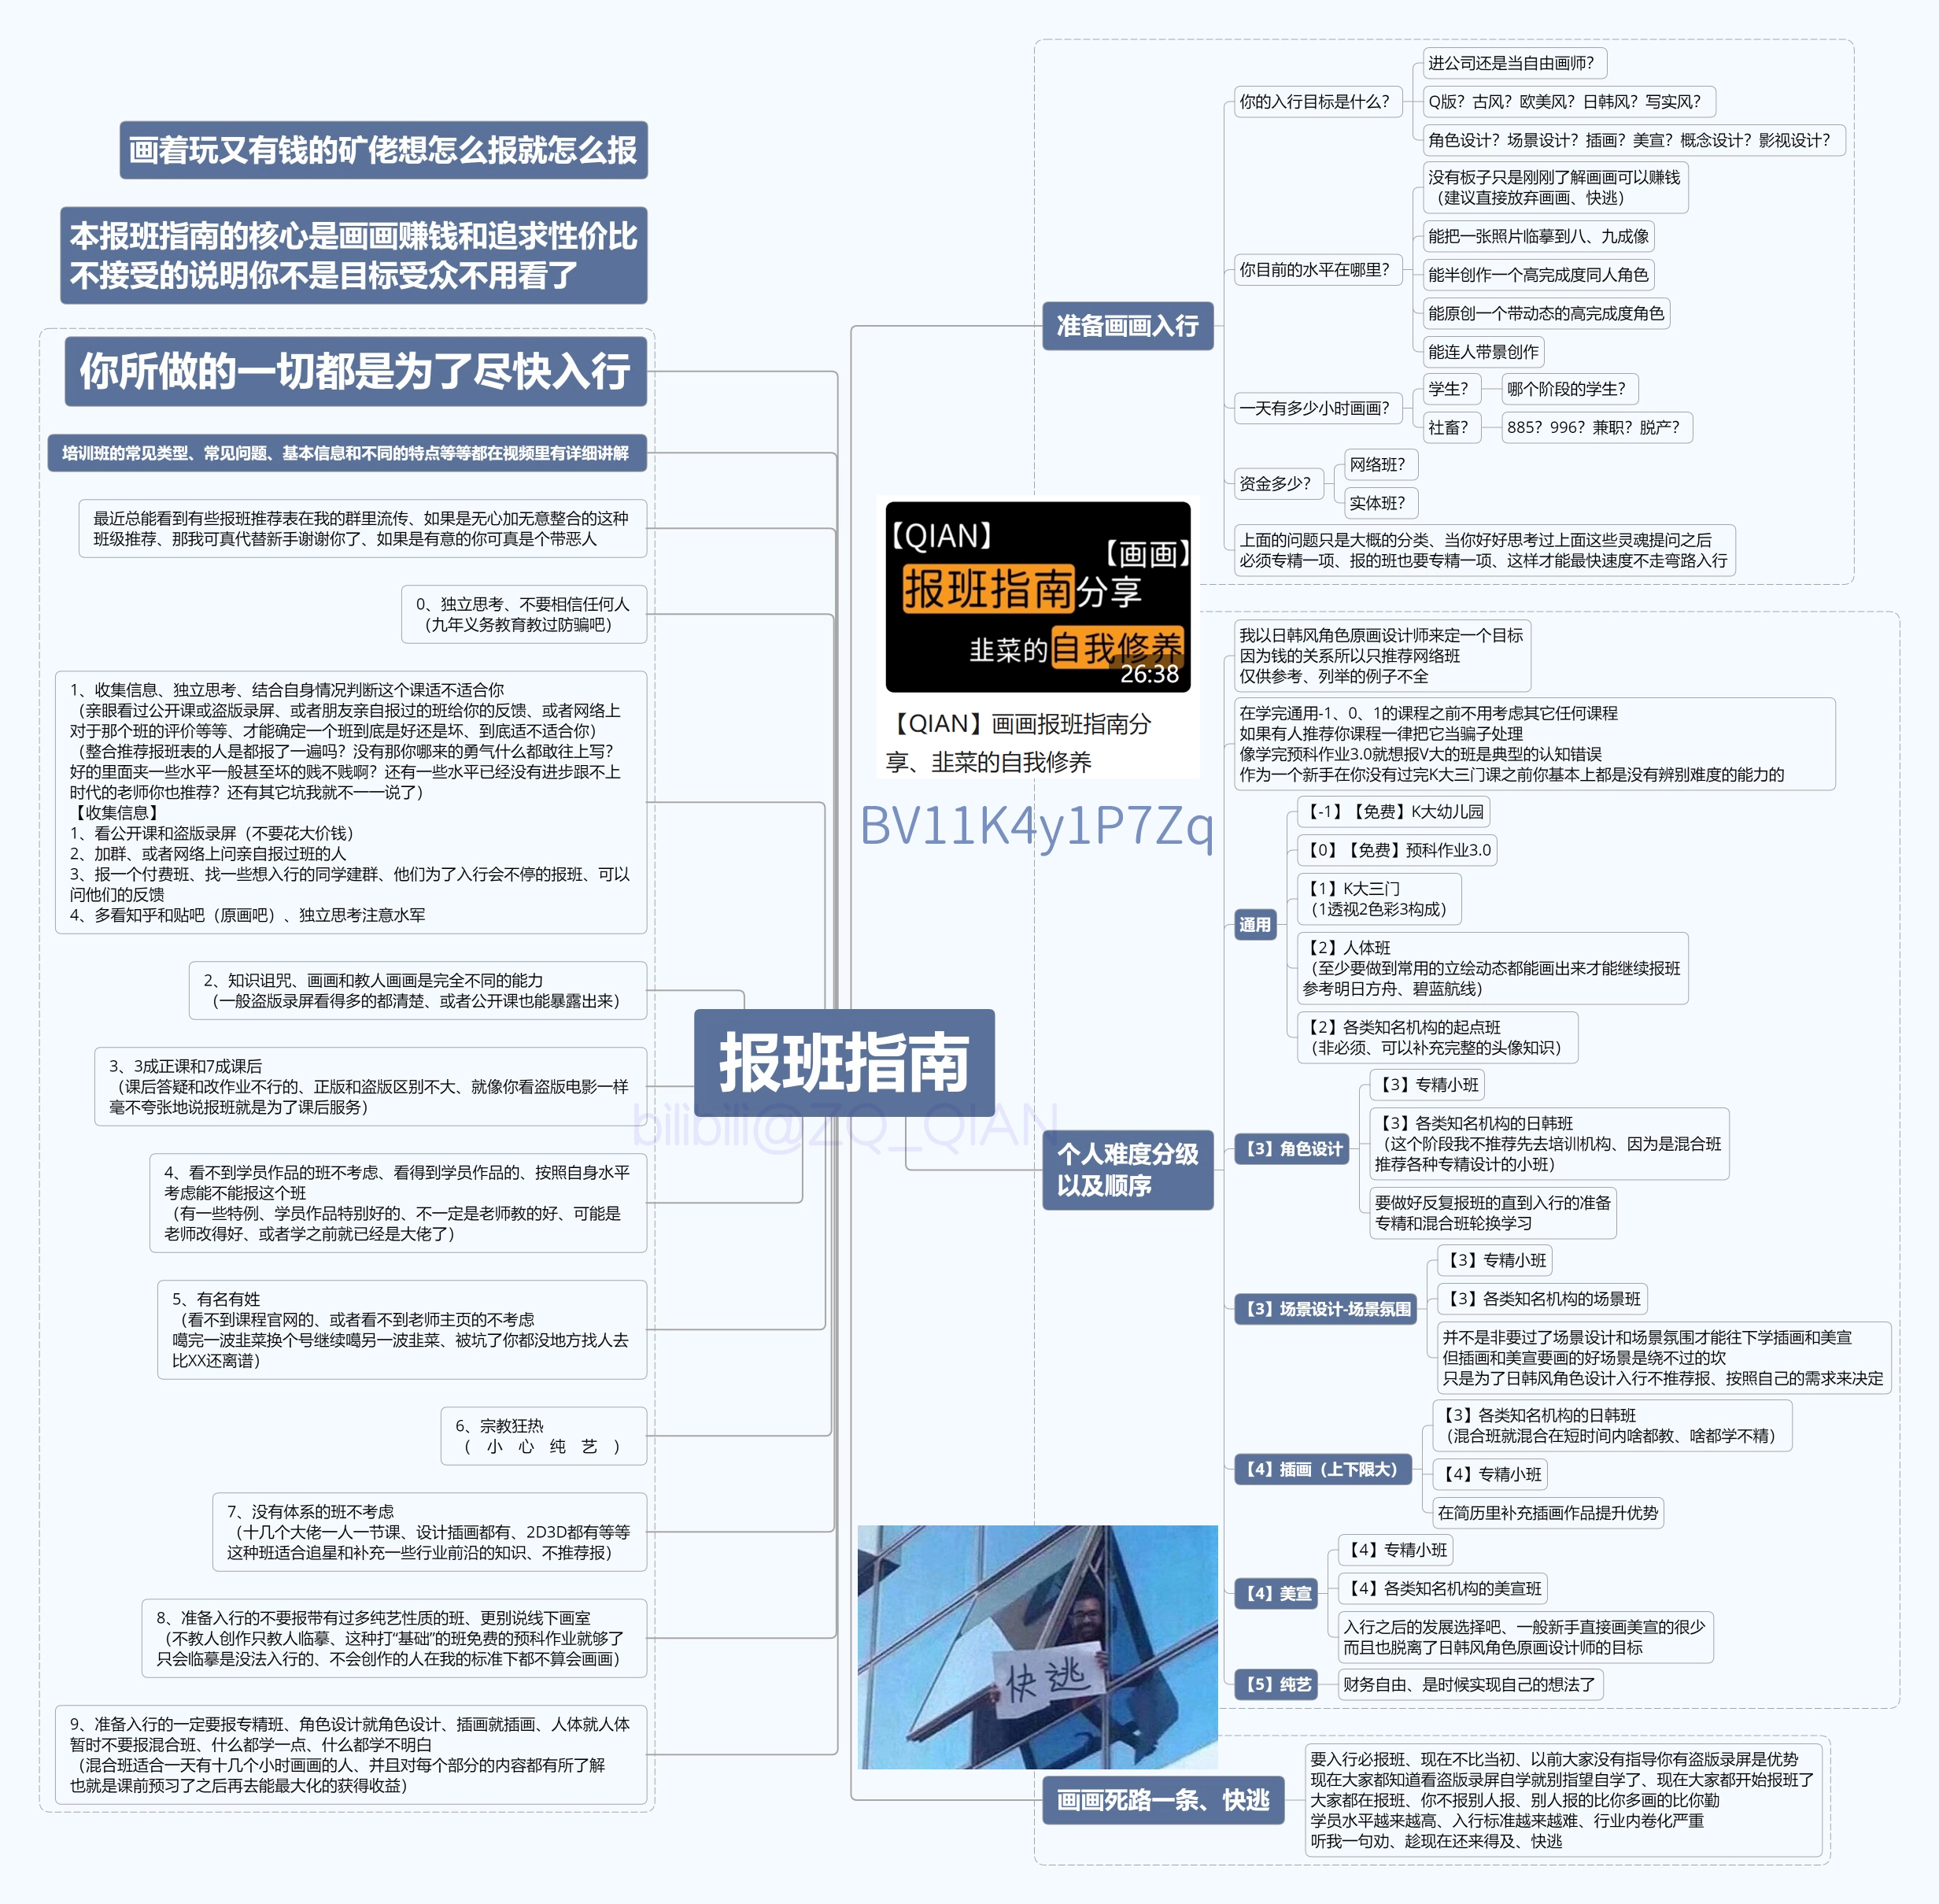 画着玩又有钱的矿佬想怎么报就怎么报
本报班指南的核心是画画赚钱和追求性价比
不接受的说明你不是目标受众不用看了
你所做的一切都是为了尽快入行
培训班的常见类型、常见问题、基本信息和不同的特点等等都在视频里有详细讲解
最近总能看到有些报班推荐表在我的群里流传、如果是无心加无意整合的这种
班级推荐、那我可真代替新手谢谢你了、如果是有意的你可真是个带恶人
0、独立思考、不要相信任何人
（九年义务教育教过防骗吧）
1、收集信息、独立思考、结合自身情况判断这个课适不适合你
（亲眼看过公开课或盗版录屏、或者朋友亲自报过的班给你的反馈、或者网络上
对于那个班的评价等等、才能确定一个班到底是好还是坏、到底适不适合你）
（整合推荐报班表的人是都报了一遍吗？没有那你哪来的勇气什么都敢往上写？
好的里面夹一些水平一般甚至坏的贱不贱啊？还有一些水平已经没有进步跟不上
时代的老师你也推荐？还有其它坑我就不一一说了）
【收集信息】
1、看公开课和盗版录屏（不要花大价钱）
2、加群、或者网络上问亲自报过班的人
3、报一个付费班、找一些想入行的同学建群、他们为了入行会不停的报班、可以
问他们的反馈
4、多看知乎和贴吧（原画吧）、独立思考注意水军
2、知识诅咒、画画和教人画画是完全不同的能力
（一般盗版录屏看得多的都清楚、或者公开课也能暴露出来）
3、3成正课和7成课后
（课后答疑和改作业不行的、正版和盗版区别不大、就像你看盗版电影一样
毫不夸张地说报班就是为了课后服务）
4、看不到学员作品的班不考虑、看得到学员作品的、按照自身水平
考虑能不能报这个班
（有一些特例、学员作品特别好的、不一定是老师教的好、可能是
老师改得好、或者学之前就已经是大佬了）
5、有名有姓
（看不到课程官网的、或者看不到老师主页的不考虑
噶完一波韭菜换个号继续噶另一波韭菜、被坑了你都没地方找人去
比XX还离谱）
6、宗教狂热
（ 小 心 纯 艺 ）
7、没有体系的班不考虑
（十几个大佬一人一节课、设计插画都有、2D3D都有等等
这种班适合追星和补充一些行业前沿的知识、不推荐报）
8、准备入行的不要报带有过多纯艺性质的班、更别说线下画室
（不教人创作只教人临摹、这种打“基础”的班免费的预科作业就够了
只会临摹是没法入行的、不会创作的人在我的标准下都不算会画画）
9、准备入行的一定要报专精班、角色设计就角色设计、插画就插画、人体就人体
暂时不要报混合班、什么都学一点、什么都学不明白
（混合班适合一天有十几个小时画画的人、并且对每个部分的内容都有所了解
也就是课前预习了之后再去能最大化的获得收益）
报班指南
bilibili@ZQ_QIAN
【QIAN】
【画画】
报班指南分享
韭菜的自我修养
26:38
【QIAN】画画报班指南分
享、韭菜的自我修养
BV11K4y1P7Zq
准备画画入行
你的入行目标是什么？
进公司还是当自由画师？
Q版？古风？欧美风？日韩风？写实风？
角色设计？场景设计？插画？美宣？概念设计？影视设计？
你目前的水平在哪里？
没有板子只是刚刚了解画画可以赚钱
（建议直接放弃画画、快逃）
能把一张照片临摹到八、九成像
能半创作一个高完成度同人角色
能原创一个带动态的高完成度角色
能连人带景创作
一天有多少小时画画？
学生？
哪个阶段的学生？
社畜？
885？996？兼职？脱产？
资金多少？
网络班？
实体班？
上面的问题只是大概的分类、当你好好思考过上面这些灵魂提问之后
必须专精一项、报的班也要专精一项、这样才能最快速度不走弯路入行
个人难度分级
以及顺序
我以日韩风角色原画设计师来定一个目标
因为钱的关系所以只推荐网络班
仅供参考、列举的例子不全
在学完通用-1、0、1的课程之前不用考虑其它任何课程
如果有人推荐你课程一律把它当骗子处理
像学完预科作业3.0就想报V大的班是典型的认知错误
作为一个新手在你没有过完K大三门课之前你基本上都是没有辨别难度的能力的
通用
【-1】【免费】K大幼儿园
【0】【免费】预科作业3.0
【1】K大三门
（1透视2色彩3构成）
【2】人体班
（至少要做到常用的立绘动态都能画出来才能继续报班
参考明日方舟、碧蓝航线）
【2】各类知名机构的起点班
（非必须、可以补充完整的头像知识）
【3】角色设计
【3】专精小班
【3】各类知名机构的日韩班
（这个阶段我不推荐先去培训机构、因为是混合班
推荐各种专精设计的小班）
要做好反复报班的直到入行的准备
专精和混合班轮换学习
【3】场景设计-场景氛围
【3】专精小班
【3】各类知名机构的场景班
并不是非要过了场景设计和场景氛围才能往下学插画和美宣
但插画和美宣要画的好场景是绕不过的坎
只是为了日韩风角色设计入行不推荐报、按照自己的需求来决定
【4】插画（上下限大）
【3】各类知名机构的日韩班
（混合班就混合在短时间内啥都教、啥都学不精）
【4】专精小班
在简历里补充插画作品提升优势
【4】美宣
【4】专精小班
【4】各类知名机构的美宣班
入行之后的发展选择吧、一般新手直接画美宣的很少
而且也脱离了日韩风角色原画设计师的目标
【5】纯艺
财务自由、是时候实现自己的想法了
快逃
画画死路一条、快逃
要入行必报班、现在不比当初、以前大家没有指导你有盗版录屏是优势
现在大家都知道看盗版录屏自学就别指望自学了、现在大家都开始报班了
大家都在报班、你不报别人报、别人报的比你多画的比你勤
学员水平越来越高、入行标准越来越难、行业内卷化严重
听我一句劝、趁现在还来得及、快逃